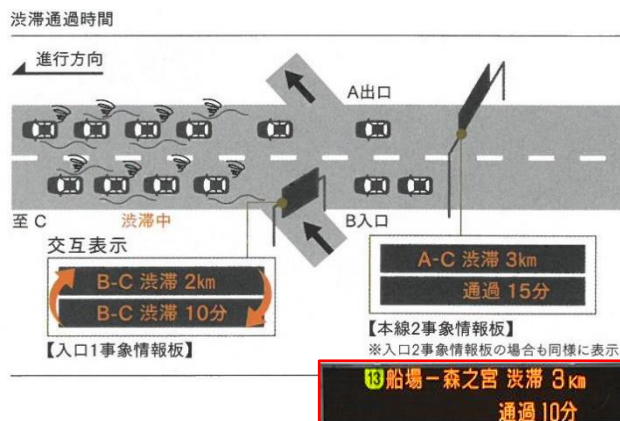 渋滞通過時間
進行方向
A出口
至 C
渋滞中
B入口
交互表示
B-C 渋滞 2km
B-C 渋滞 10分
【入口1事象情報板】
A-C 渋滞 3km
通過 15分
【本線2事象情報板】
※入口2事象情報板の場合も同様に表示
13 船場－森之宮 渋滞 3km
通過 10分